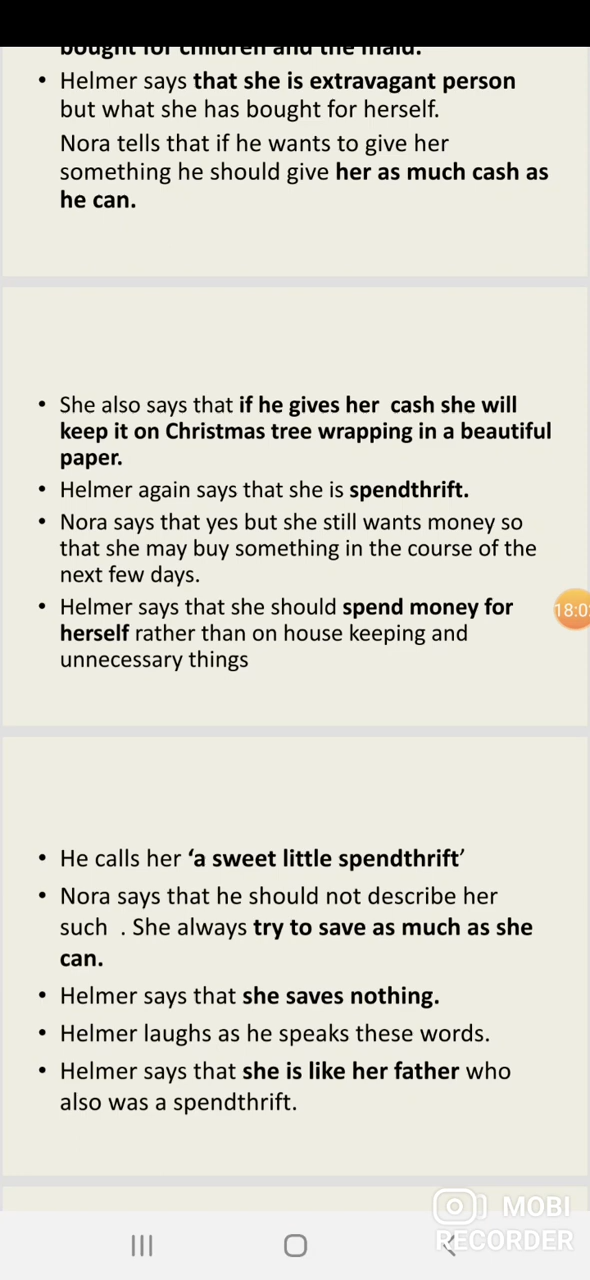 bought for children and the maid.
• Helmer says that she is extravagant person
but what she has bought for herself.
Nora tells that if he wants to give her
something he should give her as much cash as
he can.
• She also says that if he gives her cash she will
keep it on Christmas tree wrapping in a beautiful
paper.
• Helmer again says that she is spendthrift.
• Nora says that yes but she still wants money so
that she may buy something in the course of the
next few days.
• Helmer says that she should spend money for
herself rather than on house keeping and
unnecessary things
18:0
• He calls her ‘a sweet little spendthrift’
• Nora says that he should not describe her
such . She always try to save as much as she
can.
• Helmer says that she saves nothing.
• Helmer laughs as he speaks these words.
• Helmer says that she is like her father who
also was a spendthrift.
MOBI
RECORDER